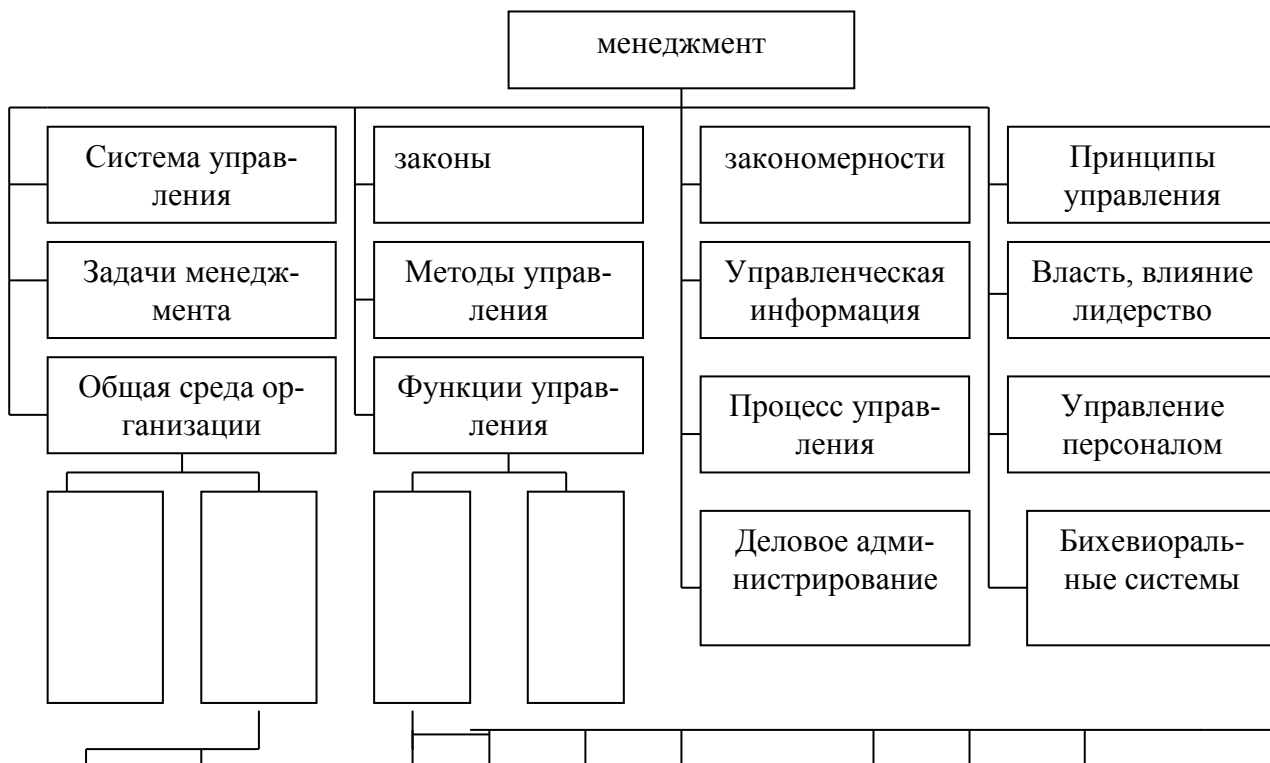 менеджмент
Система управ-
ления
законы
закономерности
Принципы
управления
Задачи менедж-
мента
Методы управ-
ления
Управленческая
информация
Власть, влияние
лидерство
Общая среда ор-
ганизации
Функции управ-
ления
Процесс управ-
ления
Управление
персоналом
Деловое адми-
нистрирование
Бихевиораль-
ные системы